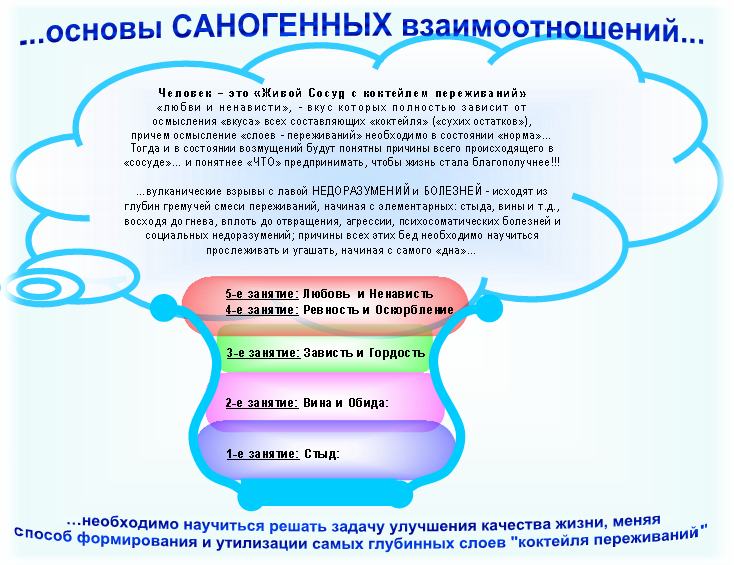 ...основы САНОГЕННЫХ взаимоотношений...
Человек – это «Живой Сосуд с коктейлем переживаний»
«любви и ненависти», - вкус которых полностью зависит от
осмысления «вкуса» всех составляющих «коктейля» («сухих остатков»),
причем осмысление «слоев - переживаний» необходимо в состоянии «норма»...
Тогда и в состоянии возмущений будут понятны причины всего происходящего в
«сосуде»... и понятнее «ЧТО» предпринимать, чтобы жизнь стала благополучнее!!!
...вулканические взрывы с лавой НЕДОРАЗУМЕНИЙ и БОЛЕЗНЕЙ - исходят из
глубин гремучей смеси переживаний, начиная с элементарных: стыда, вины и т.д.,
восходя до гнева, вплоть до отвращения, агрессии, психосоматических болезней и
социальных недоразумений; причины всех этих бед необходимо научиться
прослеживать и угашать, начиная с самого «дна»...
5-е занятие: Любовь и Ненависть
4-е занятие: Ревность и Оскорбление
3-е занятие: Зависть и Гордость
2-е занятие: Вина и Обида:
1-е занятие: Стыд:
...необходимо научиться решать задачу улучшения качества жизни, меняя
способ формирования и утилизации самых глубинных слоев "коктейля переживаний"